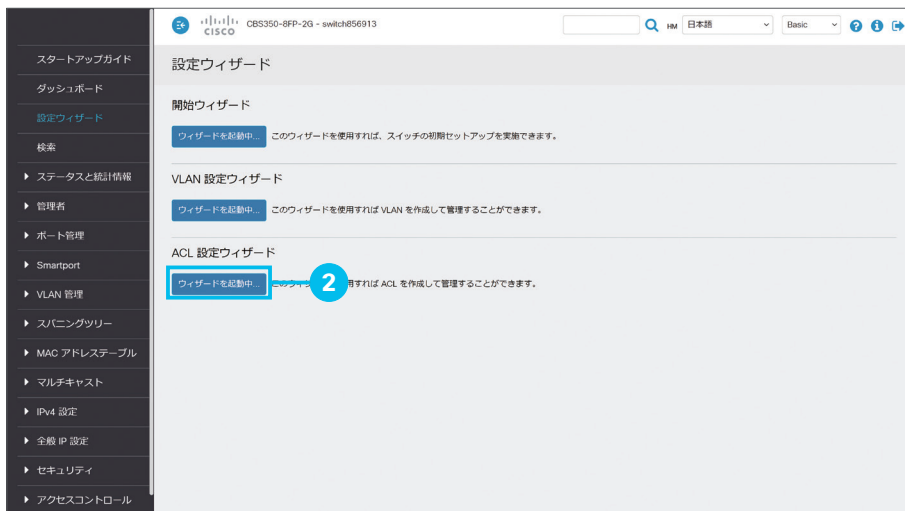 CISCO
CBS350-8FP-2G - switch856913
HM 日本語
Basic
スタートアップガイド
ダッシュボード
設定ウィザード
検索
ステータスと統計情報
管理者
ポート管理
Smartport
VLAN 管理
スパニングツリー
MAC アドレステーブル
マルチキャスト
IPv4 設定
全般 IP 設定
セキュリティ
アクセスコントロール
設定ウィザード
開始ウィザード
ウィザードを起動中... このウィザードを使用すれば、スイッチの初期セットアップを実施できます。
VLAN 設定ウィザード
ウィザードを起動中... このウィザードを使用すれば VLAN を作成して管理することができます。
ACL 設定ウィザード
ウィザードを起動中... 2 用すれば ACL を作成して管理することができます。